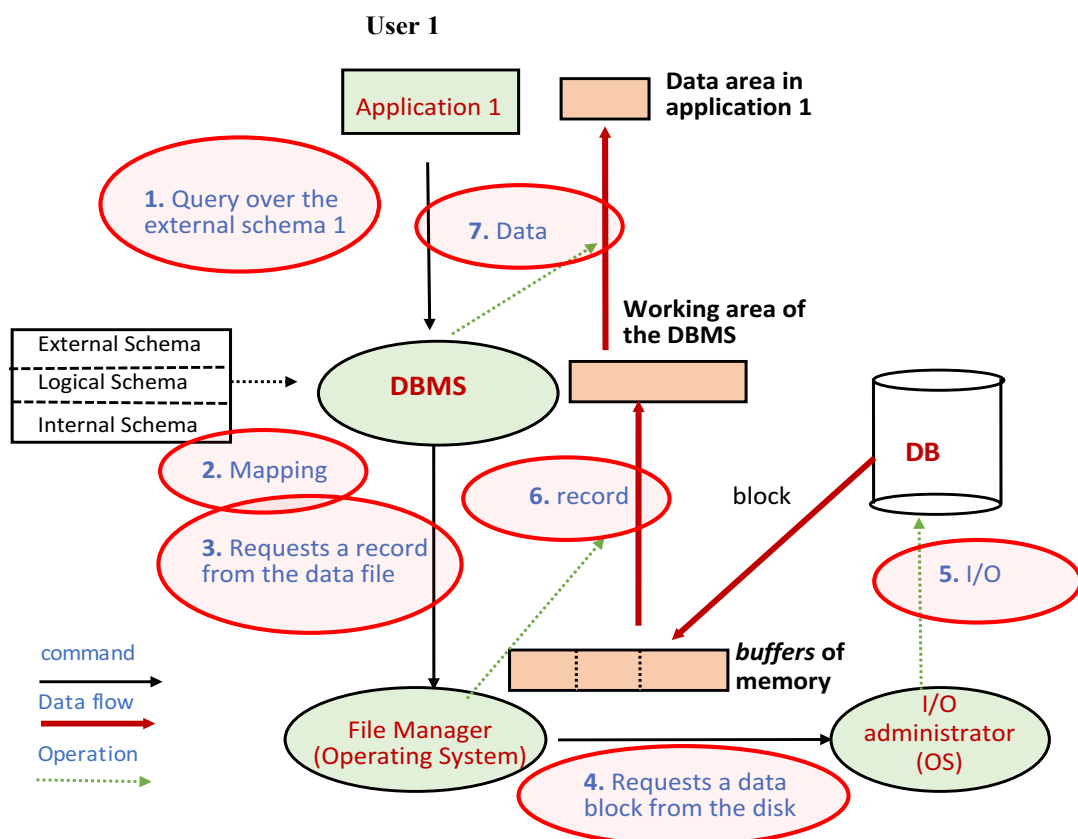 User 1
Application 1
Data area in
application 1
1. Query over the
external schema 1
7. Data
Working area of
the DBMS
External Schema
Logical Schema
Internal Schema
DBMS
DB
2. Mapping
6. record
block
3. Requests a record
from the data file
5. I/O
command
Data flow
Operation
buffers of
memory
File Manager
(Operating System)
I/O
administrator
(OS)
4. Requests a data
block from the disk